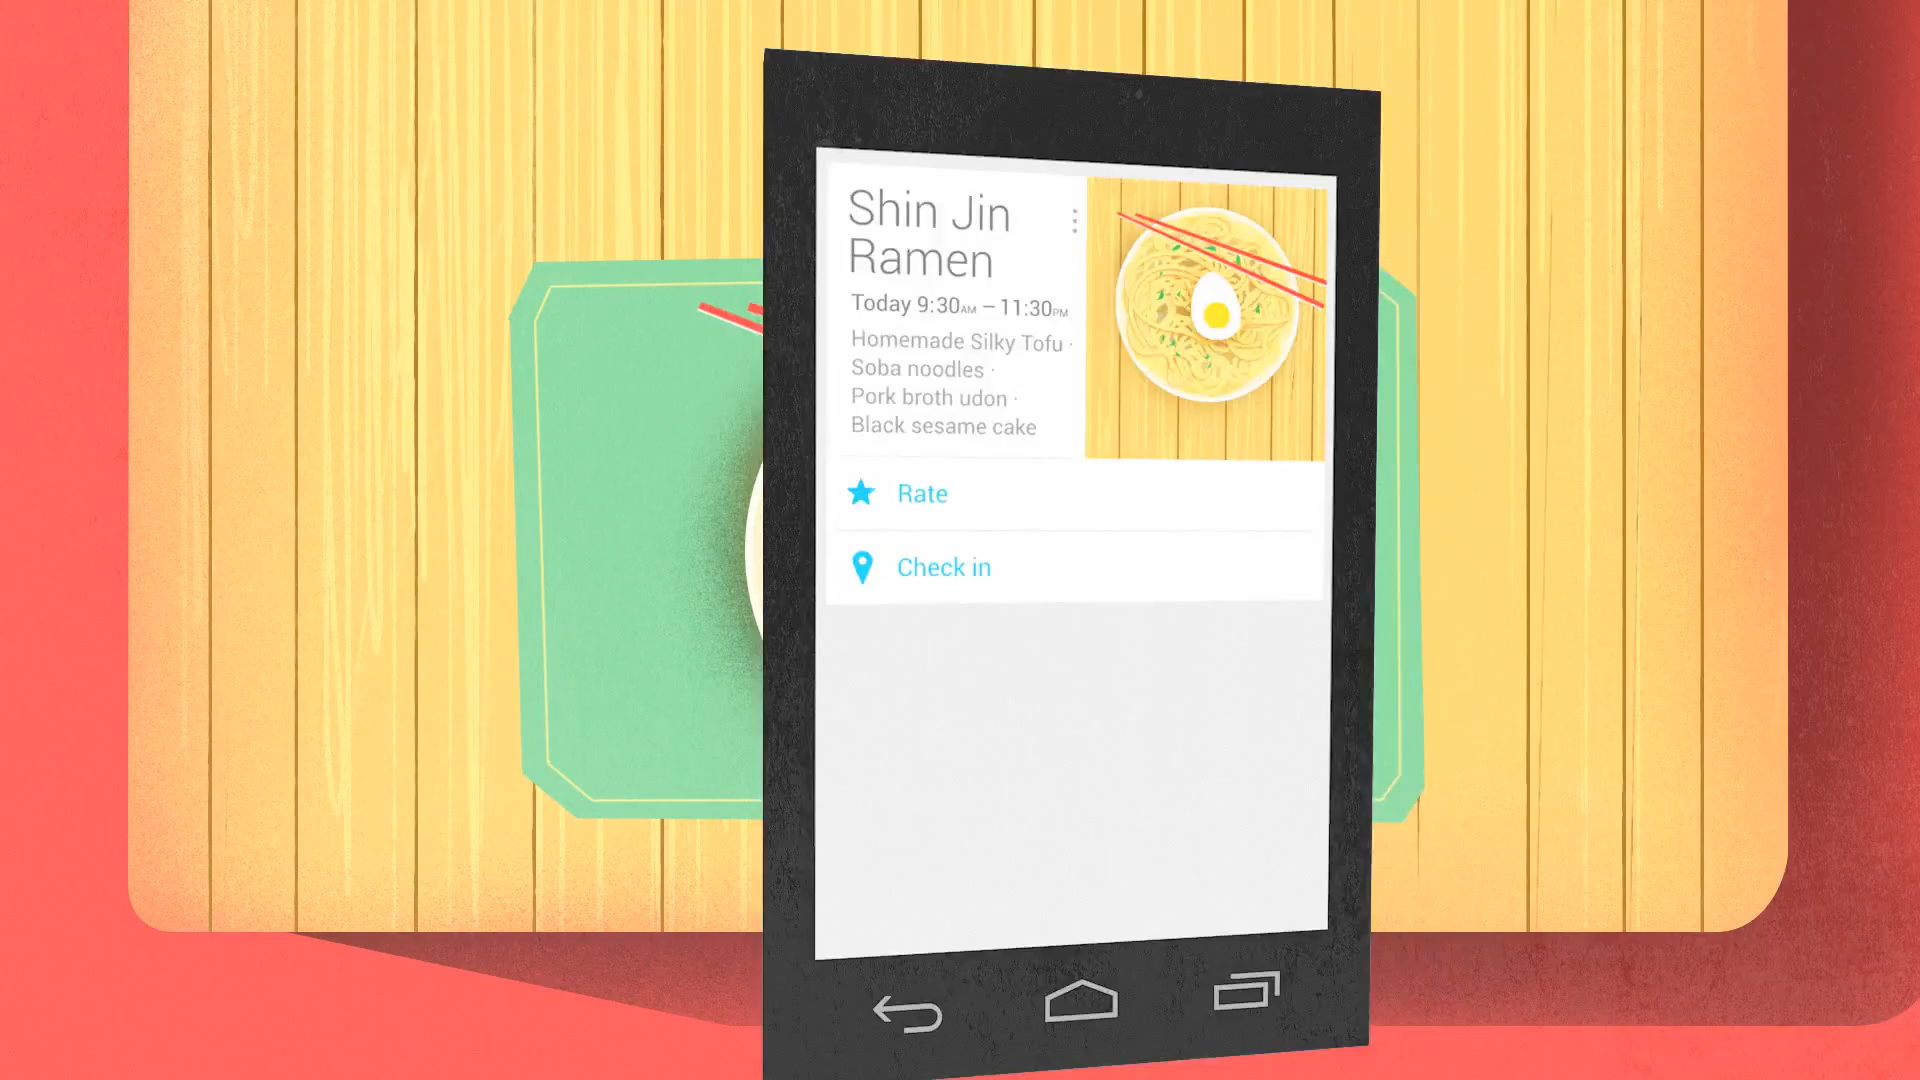 Shin Jin
Ramen
Today 9:30AM – 11:30PM
Homemade Silky Tofu ·
Soba noodles ·
Pork broth udon ·
Black sesame cake
Rate
Check in